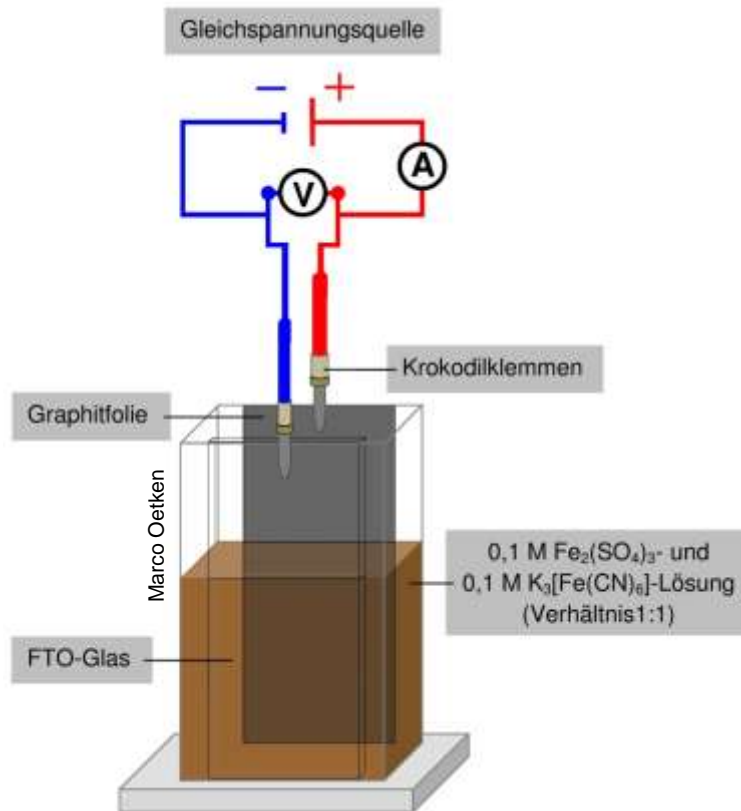 Gleichspannungsquelle
− +
A
V
Krokodilklemmen
Graphitfolie
Marco Oetken
0,1 M Fe₂(SO₄)₃- und
0,1 M K₃[Fe(CN)₆]-Lösung
(Verhältnis1:1)
FTO-Glas